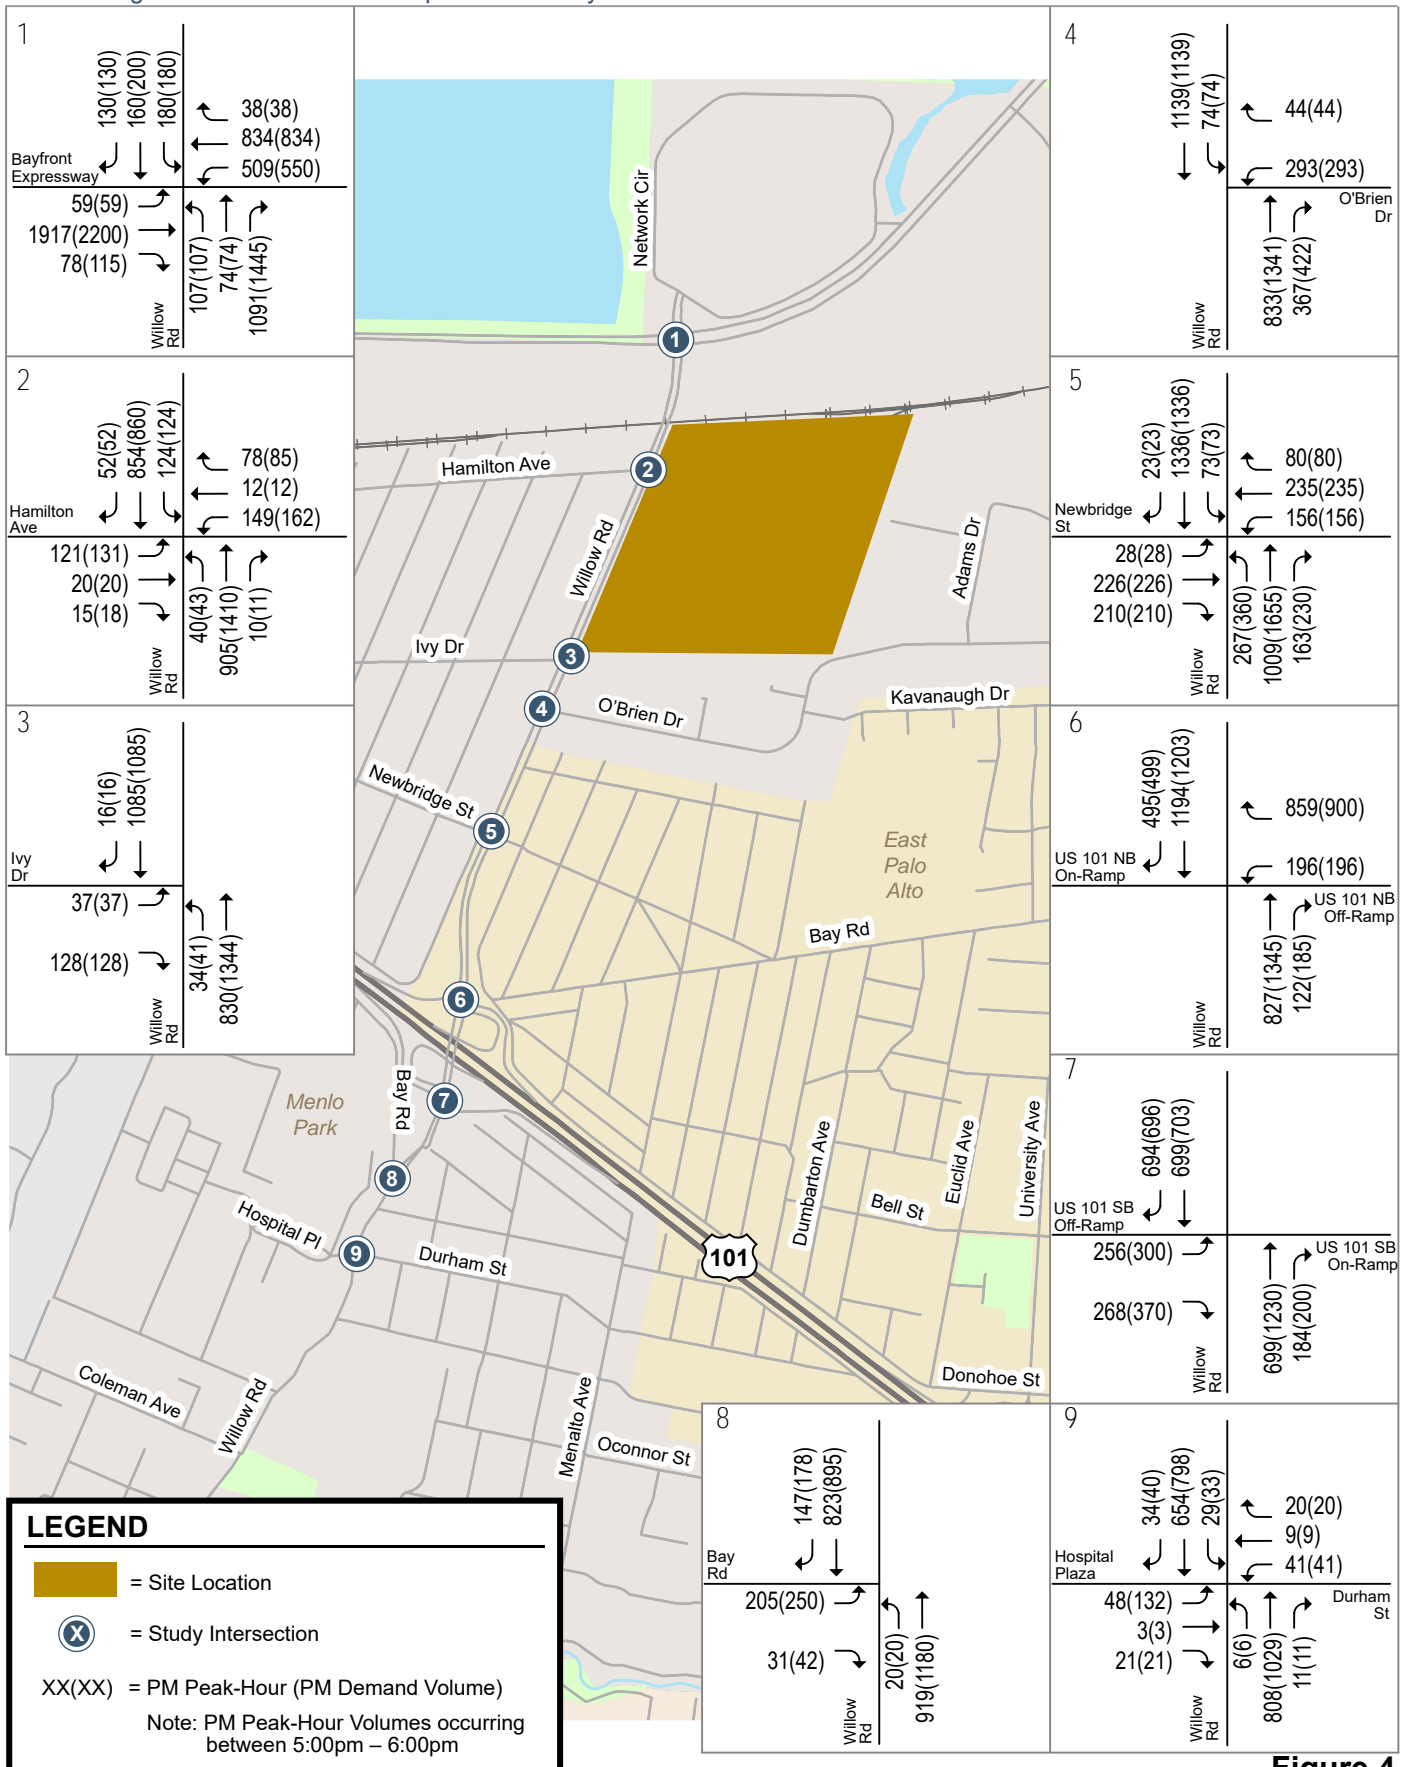 1
130(130)
160(200)
180(180)
38(38)
834(834)
509(550)
Bayfront
Expressway
59(59)
1917(2200)
78(115)
107(107)
74(74)
1091(1445)
Willow
Rd
2
52(52)
854(860)
124(124)
78(85)
12(12)
149(162)
Hamilton
Ave
121(131)
20(20)
15(18)
40(43)
905(1410)
10(11)
Willow
Rd
3
16(16)
1085(1085)
Ivy
Dr
37(37)
128(128)
34(41)
830(1344)
Willow
Rd
4
1139(1139)
74(74)
44(44)
293(293)
O'Brien
Dr
833(1341)
367(422)
Willow
Rd
5
23(23)
1336(1336)
73(73)
80(80)
235(235)
156(156)
Newbridge
St
28(28)
226(226)
210(210)
267(360)
1009(1655)
163(230)
Willow
Rd
6
495(499)
1194(1203)
859(900)
196(196)
US 101 NB
On-Ramp
US 101 NB
Off-Ramp
827(1345)
122(185)
Willow
Rd
7
694(696)
699(703)
US 101 SB
Off-Ramp
256(300)
268(370)
US 101 SB
On-Ramp
699(1230)
184(200)
Willow
Rd
8
147(178)
823(895)
Bay
Rd
205(250)
31(42)
20(20)
919(1180)
Willow
Rd
9
34(40)
654(798)
29(33)
20(20)
9(9)
41(41)
Hospital
Plaza
Durham
St
48(132)
3(3)
21(21)
6(6)
808(1029)
11(11)
Willow
Rd
Network Cir
1
Hamilton Ave
2
Willow Rd
Adams Dr
Ivy Dr
3
4
O'Brien Dr
Kavanaugh Dr
Newbridge St
5
East
Palo
Alto
Bay Rd
6
Menlo
Park
Bay Rd
7
8
Hospital Pl
9
Durham St
101
Dumbarton Ave
Bell St
Euclid Ave
University Ave
Donohoe St
Coleman Ave
Willow Rd
Menalto Ave
Oconnor St
LEGEND
= Site Location
X
= Study Intersection
XX(XX) = PM Peak-Hour (PM Demand Volume)
Note: PM Peak-Hour Volumes occurring
between 5:00pm – 6:00pm
Figure 4